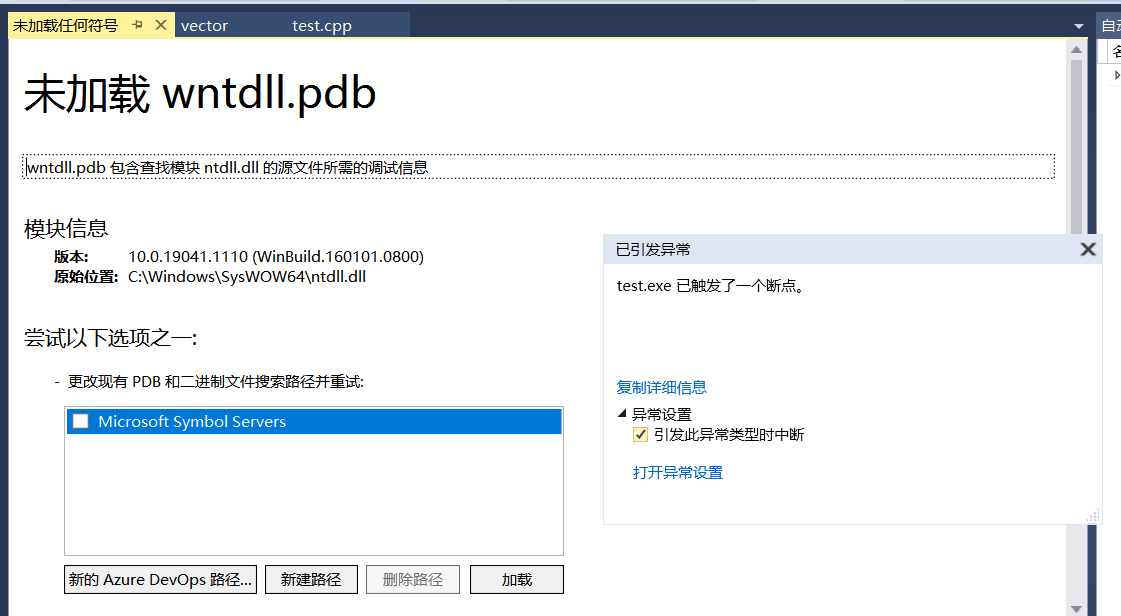 未加载任何符号 vector test.cpp
自动
名
未加载 wntdll.pdb
wntdll.pdb 包含查找模块 ntdll.dll 的源文件所需的调试信息
模块信息
版本: 10.0.19041.1110 (WinBuild.160101.0800)
原始位置: C:\Windows\SysWOW64\ntdll.dll
尝试以下选项之一:
- 更改现有 PDB 和二进制文件搜索路径并重试:
Microsoft Symbol Servers
新的 Azure DevOps 路径... 新建路径 删除路径 加载
已引发异常
test.exe 已触发了一个断点。
复制详细信息
异常设置
引发此异常类型时中断
打开异常设置